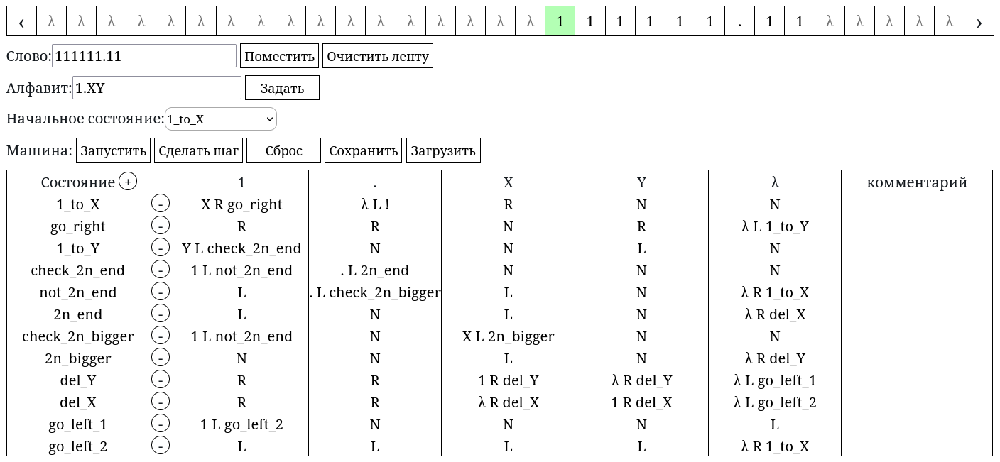 ‹ λ λ λ λ λ λ λ λ λ λ λ λ λ λ λ λ λ 1 1 1 1 1 1 . 1 1 λ λ λ λ λ ›
Слово: 111111.11 Поместить Очистить ленту
Алфавит: 1.XY Задать
Начальное состояние: 1_to_X
Машина: Запустить Сделать шаг Сброс Сохранить Загрузить
Состояние + 1 . X Y λ комментарий
1_to_X - X R go_right λ L ! R N N
go_right - R R N R λ L 1_to_Y
1_to_Y - Y L check_2n_end N N L N
check_2n_end - 1 L not_2n_end . L 2n_end N N N
not_2n_end - L . L check_2n_bigger L N λ R 1_to_X
2n_end - L N L N λ R del_X
check_2n_bigger - 1 L not_2n_end N X L 2n_bigger N N
2n_bigger - N N L N λ R del_Y
del_Y - R R 1 R del_Y λ R del_Y λ L go_left_1
del_X - R R λ R del_X 1 R del_X λ L go_left_2
go_left_1 - 1 L go_left_2 N N N L
go_left_2 - L L L L λ R 1_to_X